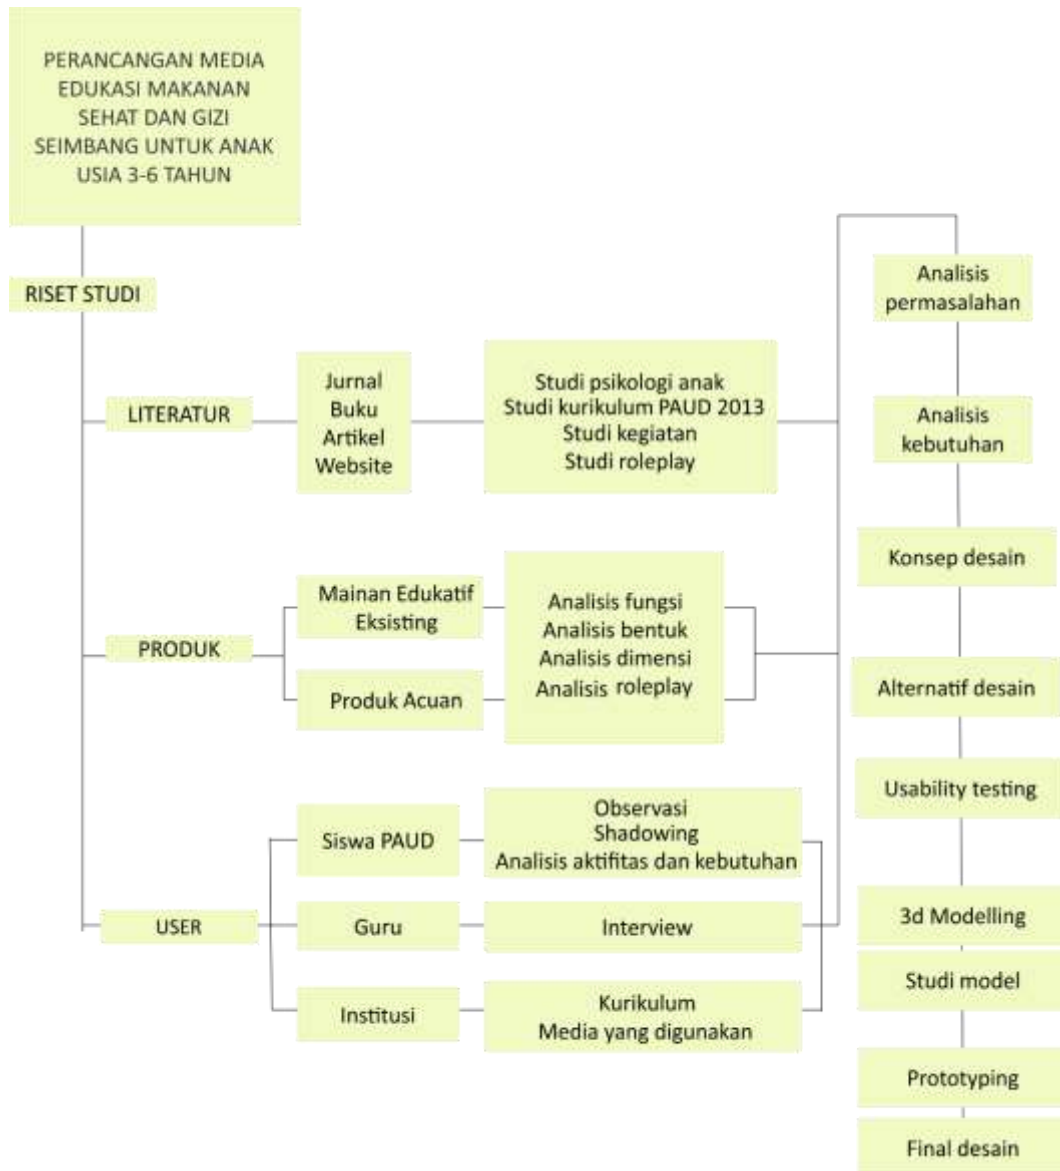 PERANCANGAN MEDIA
EDUKASI MAKANAN
SEHAT DAN GIZI
SEIMBANG UNTUK ANAK
USIA 3-6 TAHUN
RISET STUDI
LITERATUR
Jurnal
Buku
Artikel
Website
Studi psikologi anak
Studi kurikulum PAUD 2013
Studi kegiatan
Studi roleplay
PRODUK
Mainan Edukatif
Eksisting
Produk Acuan
Analisis fungsi
Analisis bentuk
Analisis dimensi
Analisis roleplay
USER
Siswa PAUD
Observasi
Shadowing
Analisis aktifitas dan kebutuhan
Guru
Interview
Institusi
Kurikulum
Media yang digunakan
Analisis
permasalahan
Analisis
kebutuhan
Konsep desain
Alternatif desain
Usability testing
3d Modelling
Studi model
Prototyping
Final desain